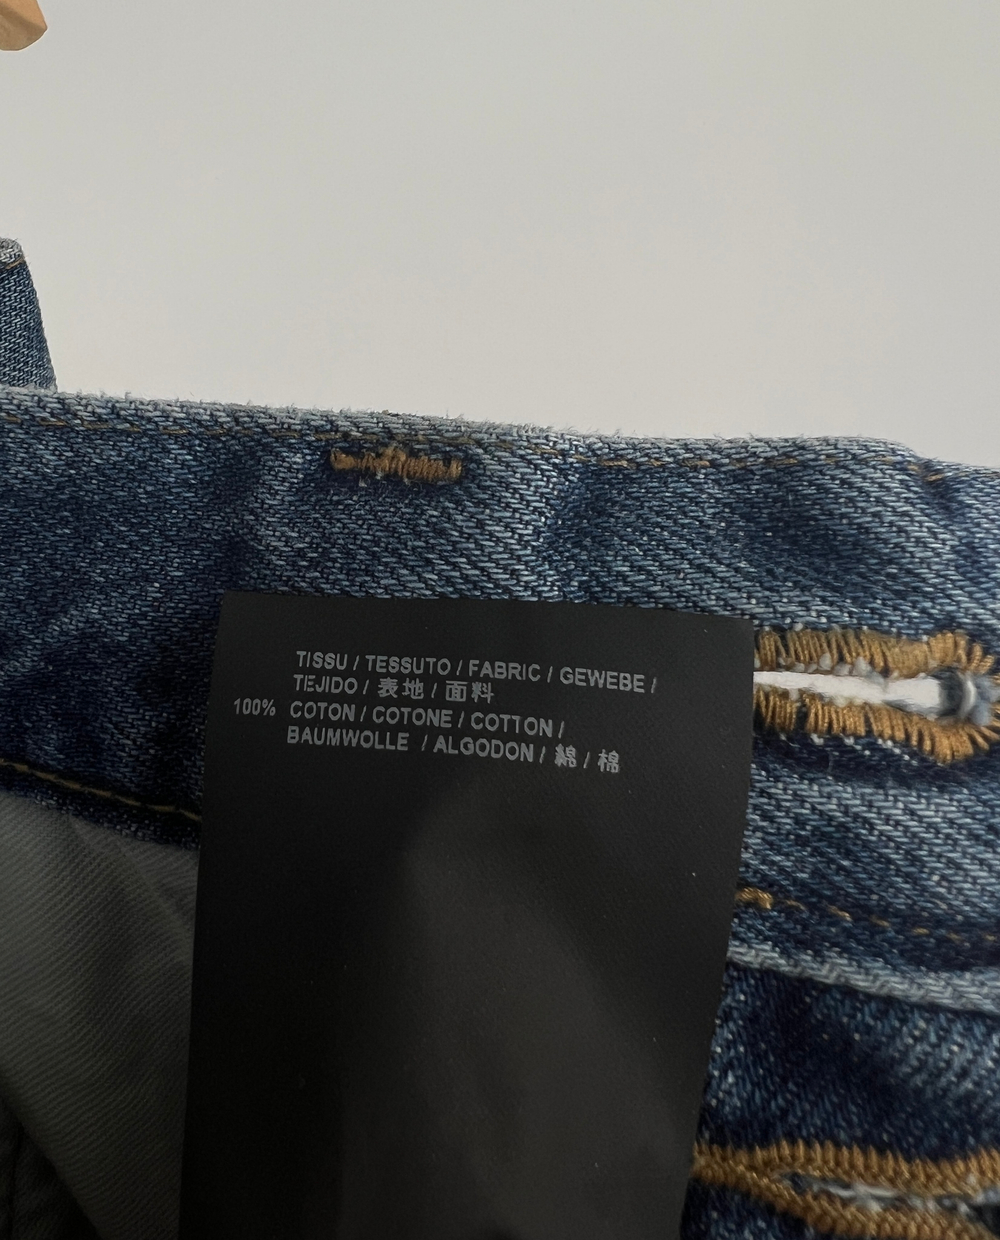 TISSU / TESSUTO / FABRIC / GEWEBE /
TEJIDO / 表地 / 面料
100% COTON / COTONE / COTTON /
BAUMWOLLE / ALGODON / 綿 / 棉